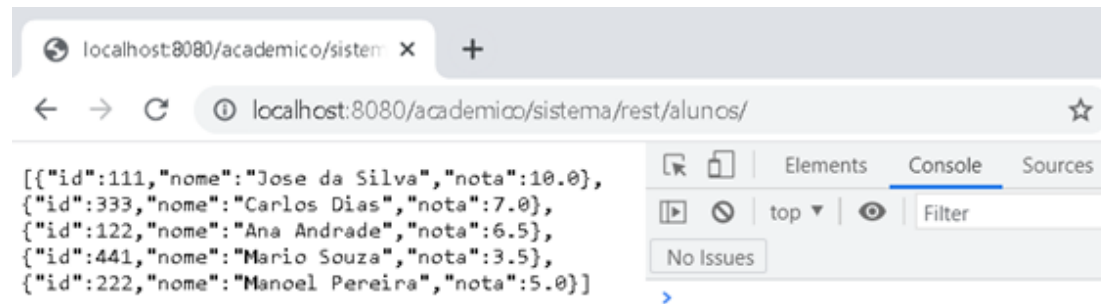 localhost:8080/academico/sistem
localhost:8080/academico/sistema/rest/alunos/
[{"id":111,"nome":"Jose da Silva","nota":10.0},
{"id":333,"nome":"Carlos Dias","nota":7.0},
{"id":122,"nome":"Ana Andrade","nota":6.5},
{"id":441,"nome":"Mario Souza","nota":3.5},
{"id":222,"nome":"Manoel Pereira","nota":5.0}]
Elements Console Sources
top Filter
No Issues